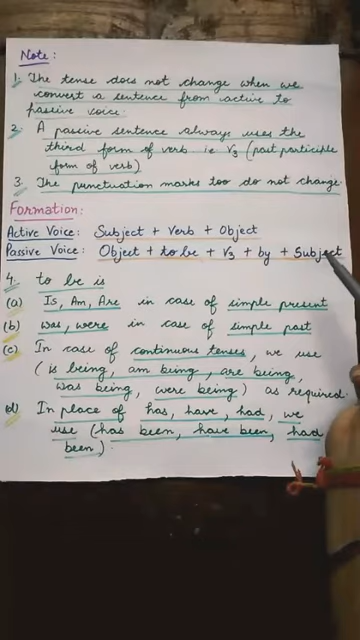 Note:
1. The tense does not change when we
convert a sentence from active to
passive voice.
2. A passive sentence always uses the
third form of verb i.e V3 (past participle
form of verb)
3. The punctuation marks too do not change.
Formation:
Active Voice: Subject + Verb + Object
Passive Voice: Object + to be + V3 + by + Subject
4. to be is
(a) Is, Am, Are in case of simple present
(b) was, were in case of simple past
(c) In case of continuous tenses, we use
(is being, am being, are being,
was being, were being) as required.
(d) In place of has, have, had, we
use (has been, have been, had
been).